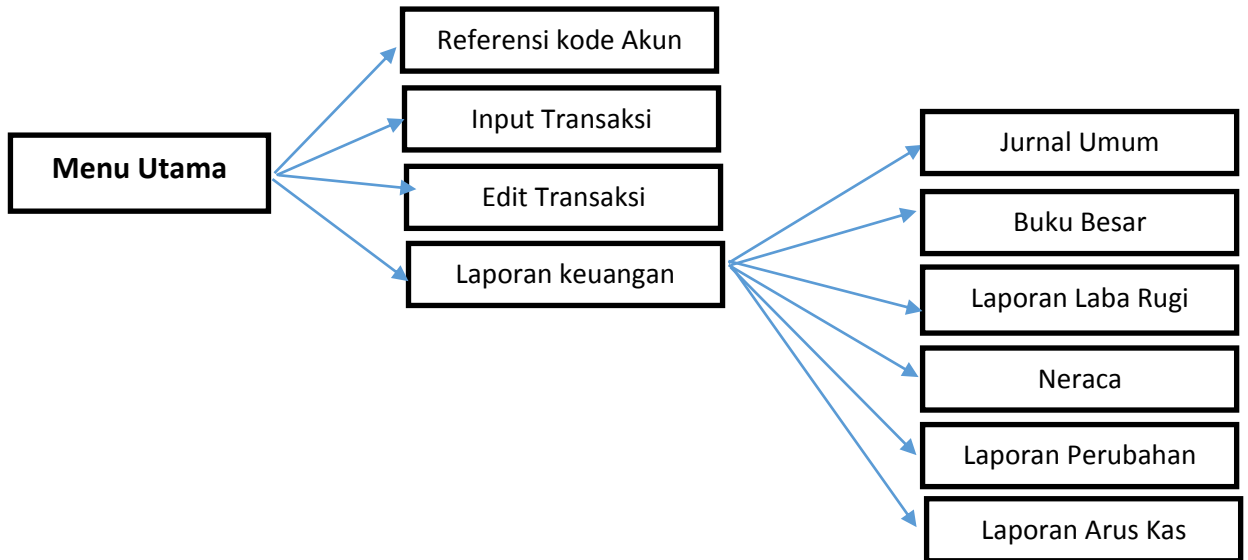 Menu Utama
Referensi kode Akun
Input Transaksi
Edit Transaksi
Laporan keuangan
Jurnal Umum
Buku Besar
Laporan Laba Rugi
Neraca
Laporan Perubahan
Laporan Arus Kas